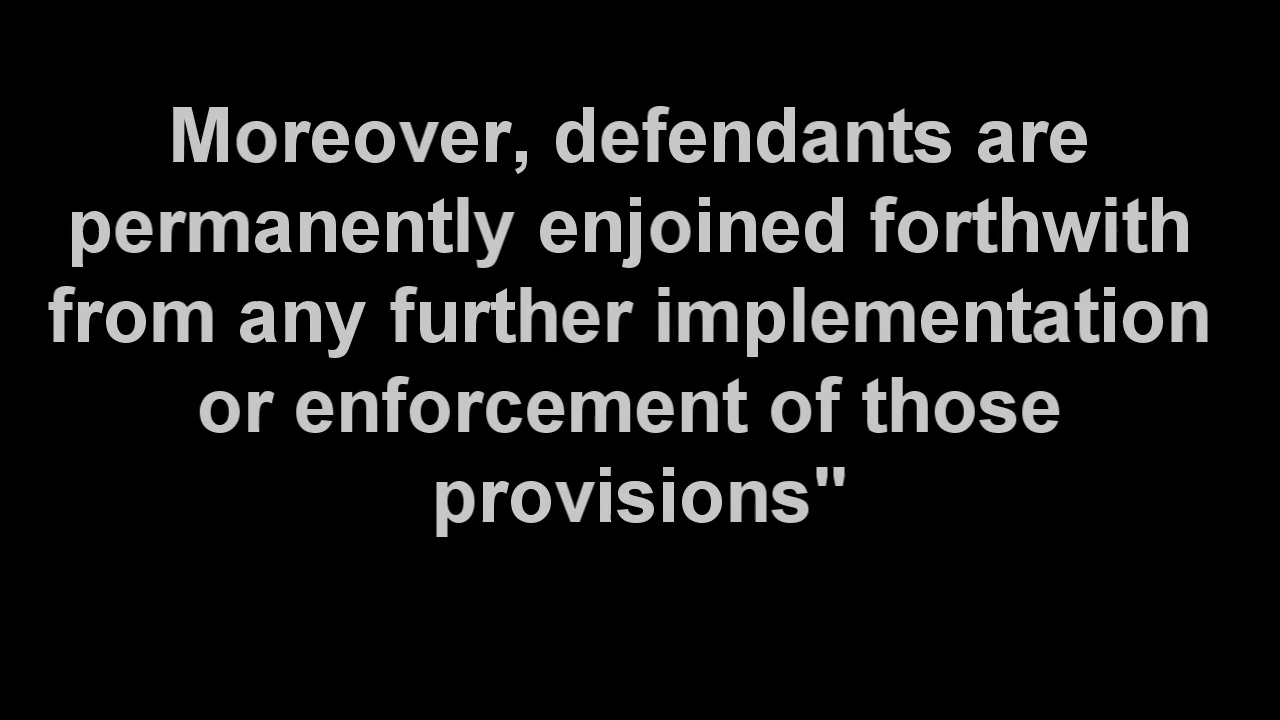 Moreover, defendants are
permanently enjoined forthwith
from any further implementation
or enforcement of those
provisions"